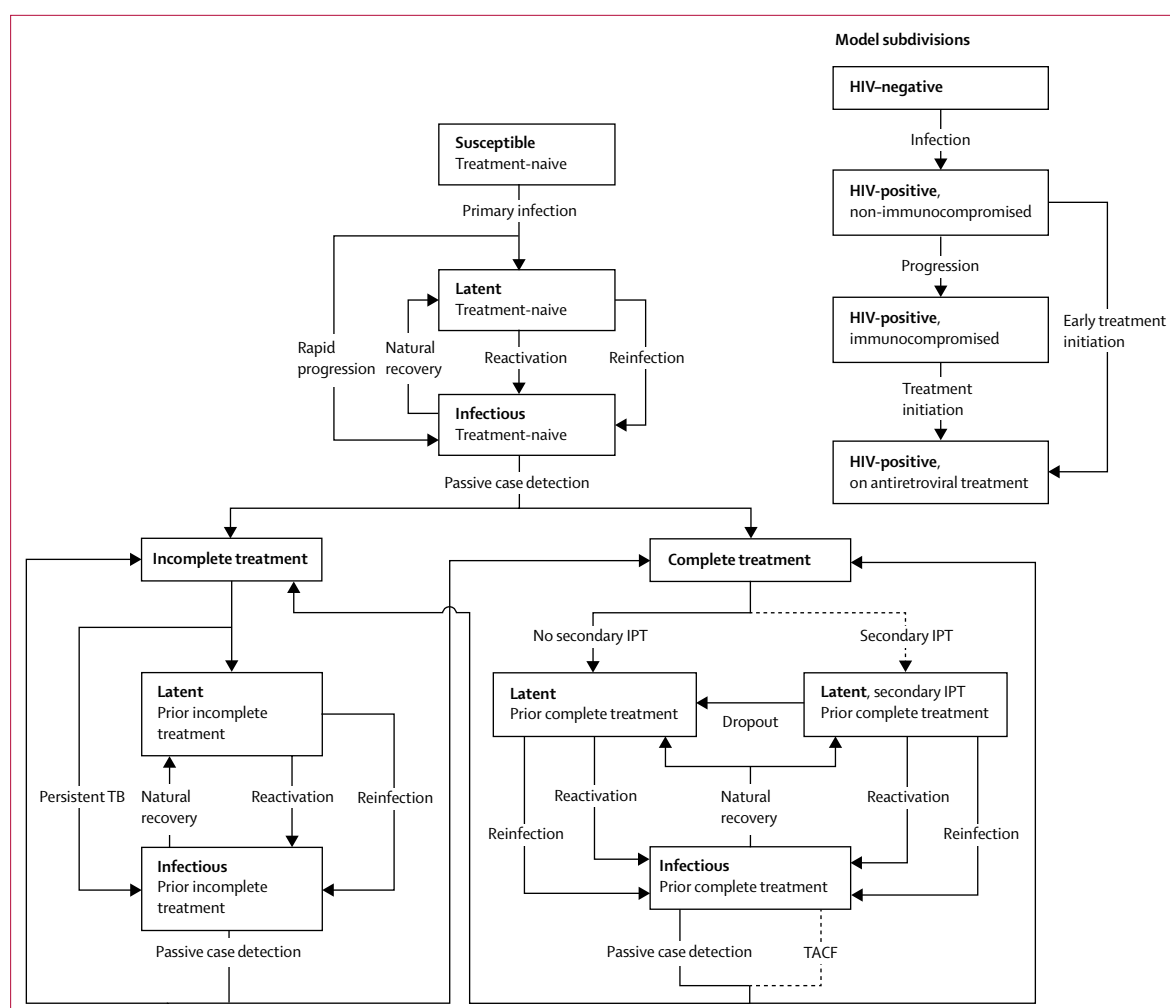 Model subdivisions
HIV–negative
Infection
HIV-positive,
non-immunocompromised
Progression
HIV-positive,
immunocompromised
Early treatment
initiation
Treatment
initiation
HIV-positive,
on antiretroviral treatment
Susceptible
Treatment-naive
Primary infection
Latent
Treatment-naive
Rapid
progression
Natural
recovery
Reactivation
Reinfection
Infectious
Treatment-naive
Passive case detection
Incomplete treatment
Complete treatment
Latent
Prior incomplete
treatment
Persistent TB
Natural
recovery
Reactivation
Reinfection
Infectious
Prior incomplete
treatment
Passive case detection
No secondary IPT
Secondary IPT
Latent
Prior complete treatment
Dropout
Latent, secondary IPT
Prior complete treatment
Reinfection
Reactivation
Natural
recovery
Reactivation
Reinfection
Infectious
Prior complete treatment
Passive case detection
TACF